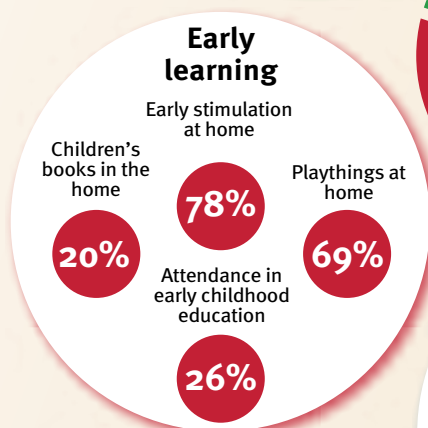 Early
learning
Early stimulation
at home
78%
Children's
books in the
home
20%
Playthings at
home
69%
Attendance in
early childhood
education
26%